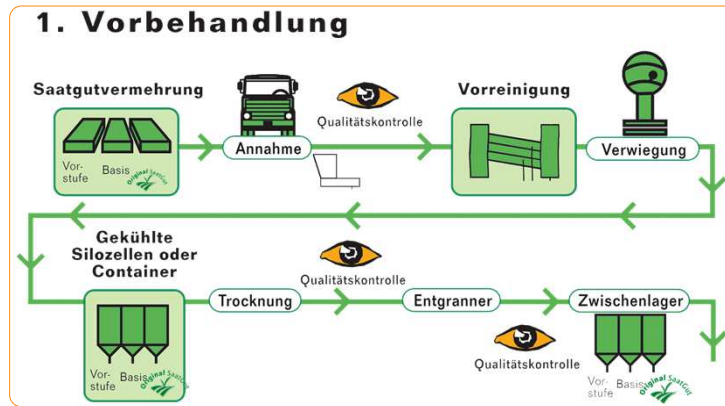 1. Vorbehandlung
Saatgutvermehrung
Vor-
stufe
Basis
Original SaatGut
Annahme
Qualitätskontrolle
Vorreinigung
Verwiegung
Gekühlte
Silozellen oder
Container
Vor-
stufe
Basis
Original SaatGut
Trocknung
Qualitätskontrolle
Entgranner
Qualitätskontrolle
Zwischenlager
Vor-
stufe
Basis
Original SaatGut